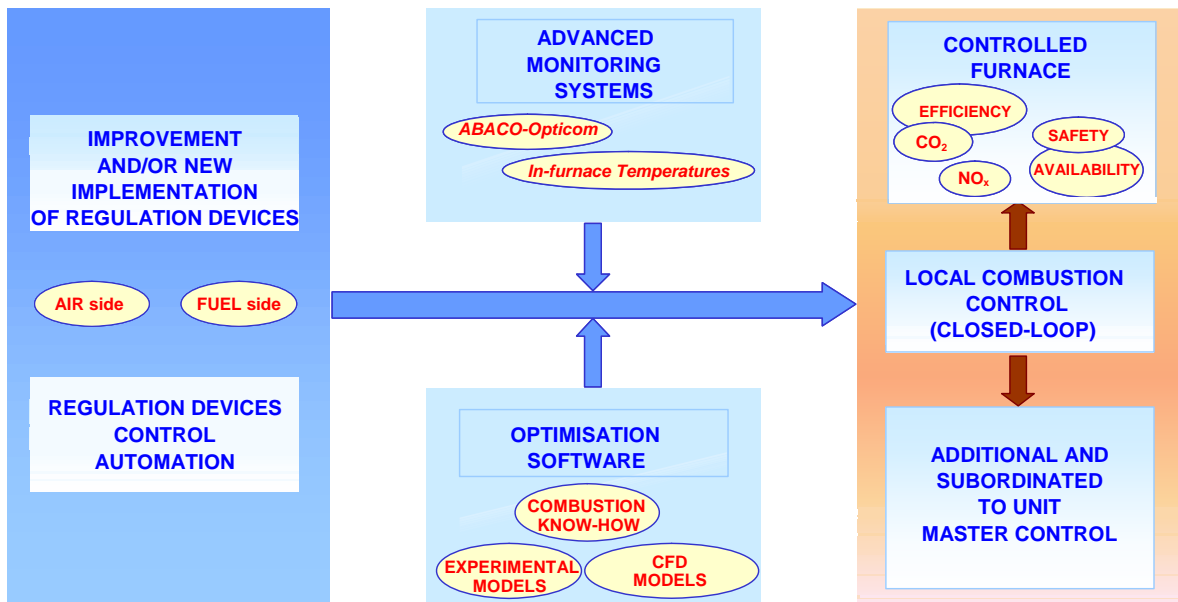 IMPROVEMENT
AND/OR NEW
IMPLEMENTATION
OF REGULATION DEVICES
AIR side
FUEL side
REGULATION DEVICES
CONTROL
AUTOMATION
ADVANCED
MONITORING
SYSTEMS
ABACO-Opticom
In-furnace Temperatures
OPTIMISATION
SOFTWARE
COMBUSTION
KNOW-HOW
EXPERIMENTAL
MODELS
CFD
MODELS
CONTROLLED
FURNACE
EFFICIENCY
CO₂
SAFETY
NOₓ
AVAILABILITY
LOCAL COMBUSTION
CONTROL
(CLOSED-LOOP)
ADDITIONAL AND
SUBORDINATED
TO UNIT
MASTER CONTROL